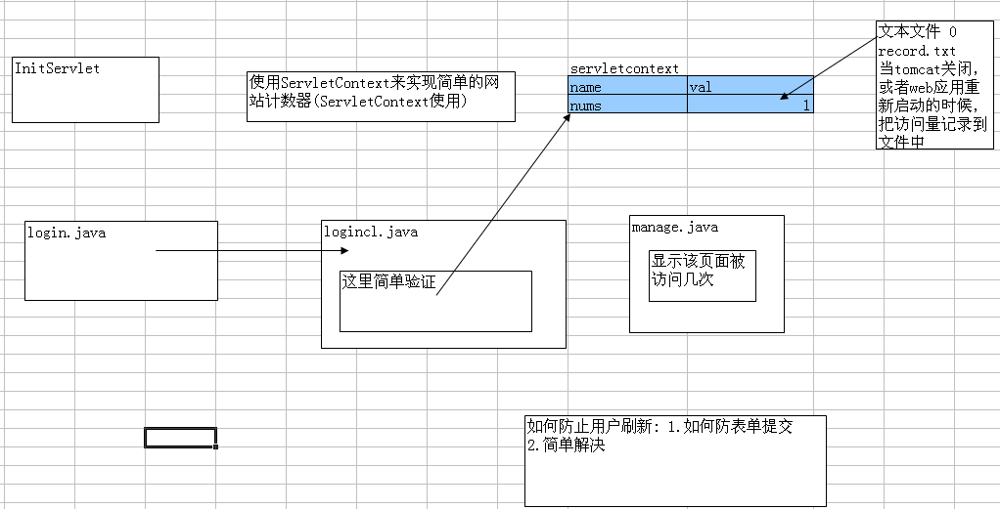 InitServlet
使用ServletContext来实现简单的网
站计数器(ServletContext使用)
servletcontext
name val
nums 1
文本文件 0
record.txt
当tomcat关闭,
或者web应用重
新启动的时候,
把访问量记录到
文件中
login.java
logincl.java
这里简单验证
manage.java
显示该页面被
访问几次
如何防止用户刷新: 1.如何防表单提交
2.简单解决